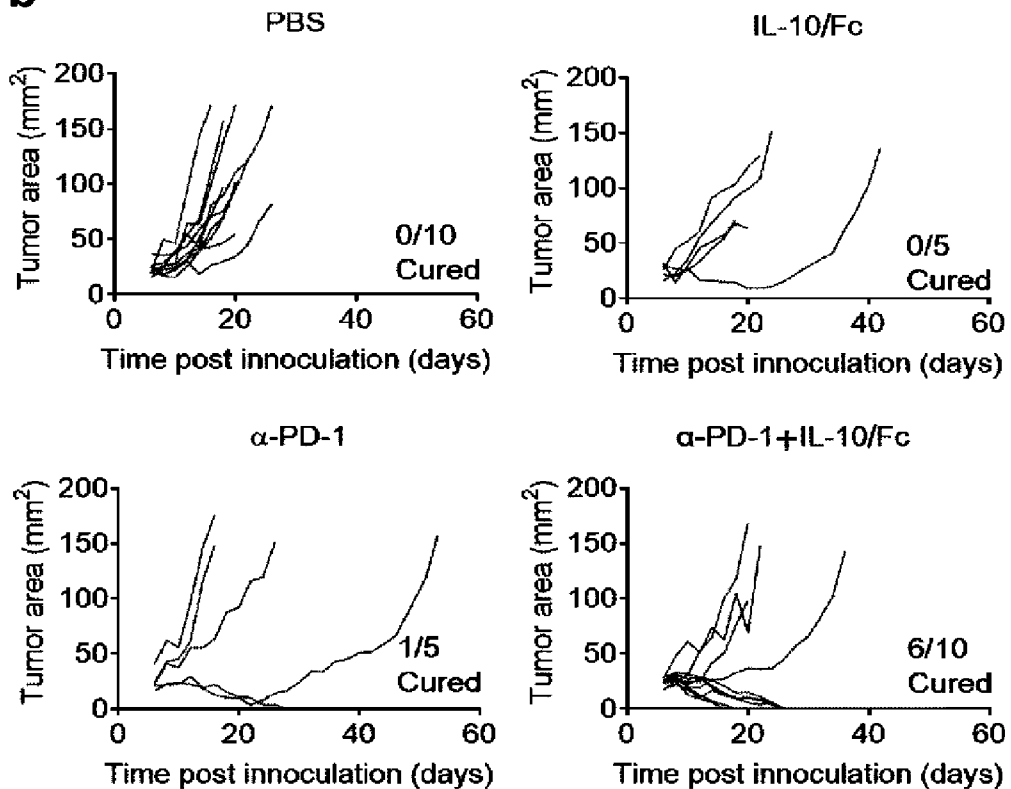 b
PBS
Tumor area (mm²)
200
150
100
50
0
0/10
Cured
0 20 40 60
Time post innoculation (days)
IL-10/Fc
Tumor area (mm²)
200
150
100
50
0
0/5
Cured
0 20 40 60
Time post innoculation (days)
α-PD-1
Tumor area (mm²)
200
150
100
50
0
1/5
Cured
0 20 40 60
Time post innoculation (days)
α-PD-1+IL-10/Fc
Tumor area (mm²)
200
150
100
50
0
6/10
Cured
0 20 40 60
Time post innoculation (days)